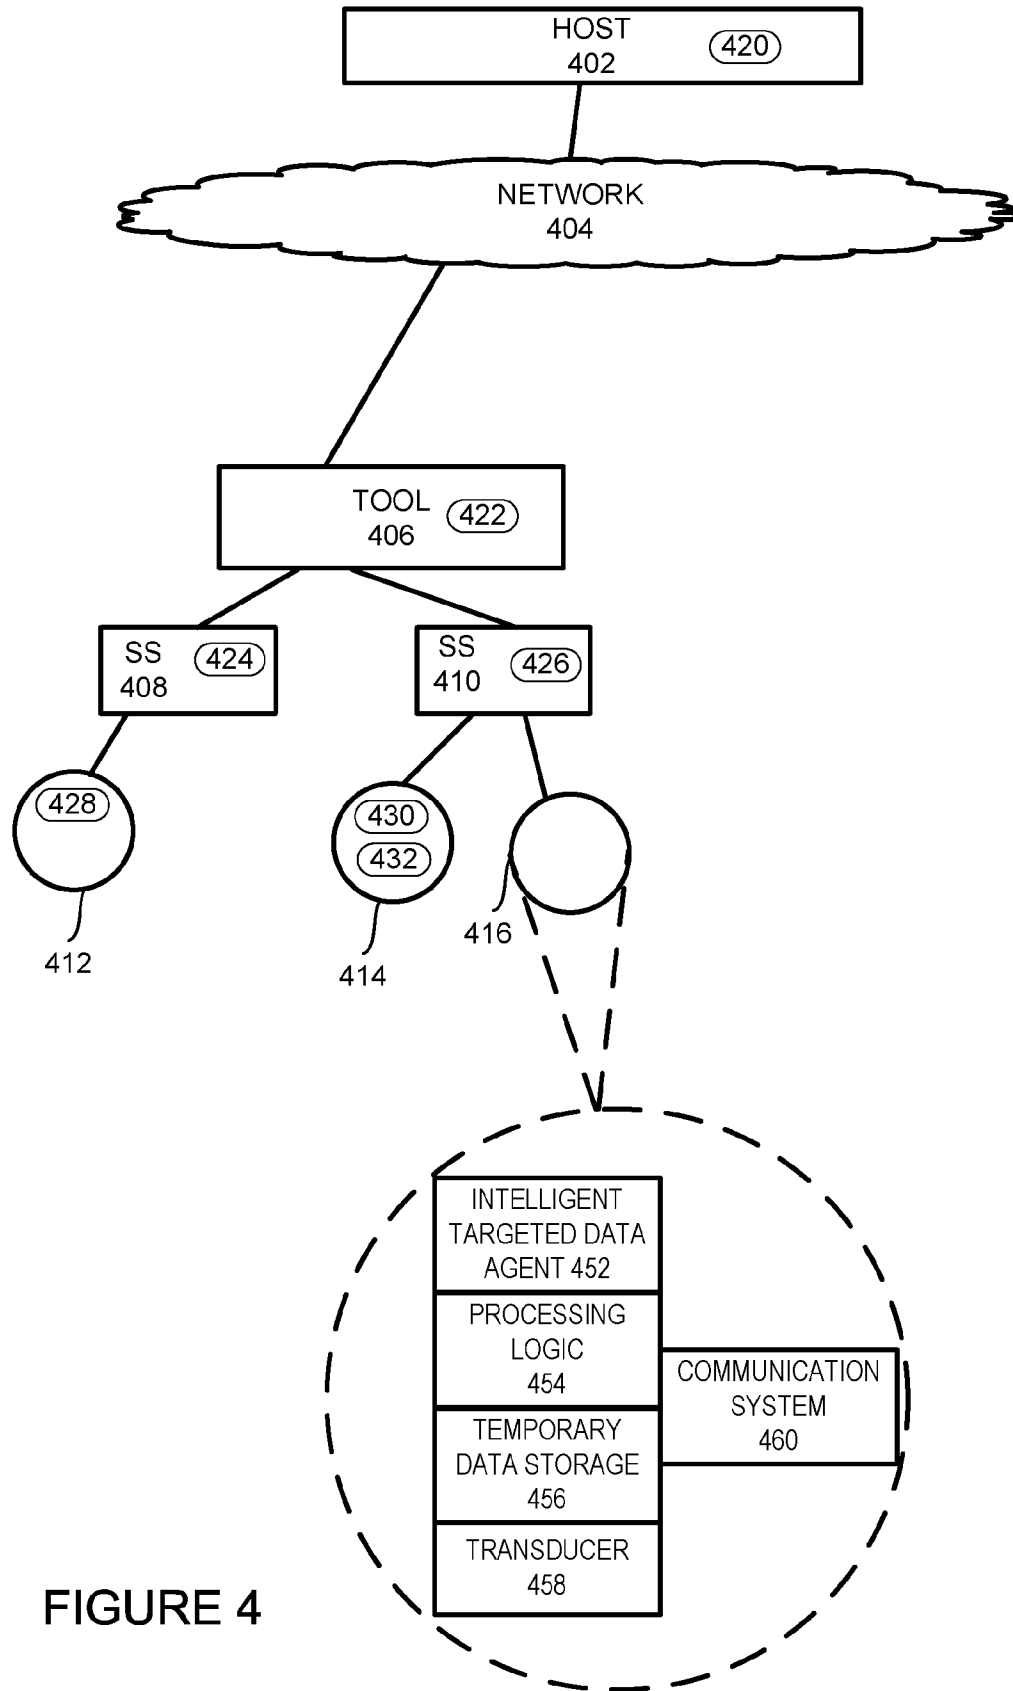 HOST
402
420
NETWORK
404
TOOL
406
422
SS
408
424
SS
410
426
428
430
432
412
414
416
INTELLIGENT
TARGETED DATA
AGENT 452
PROCESSING
LOGIC
454
COMMUNICATION
SYSTEM
460
TEMPORARY
DATA STORAGE
456
TRANSDUCER
458
FIGURE 4